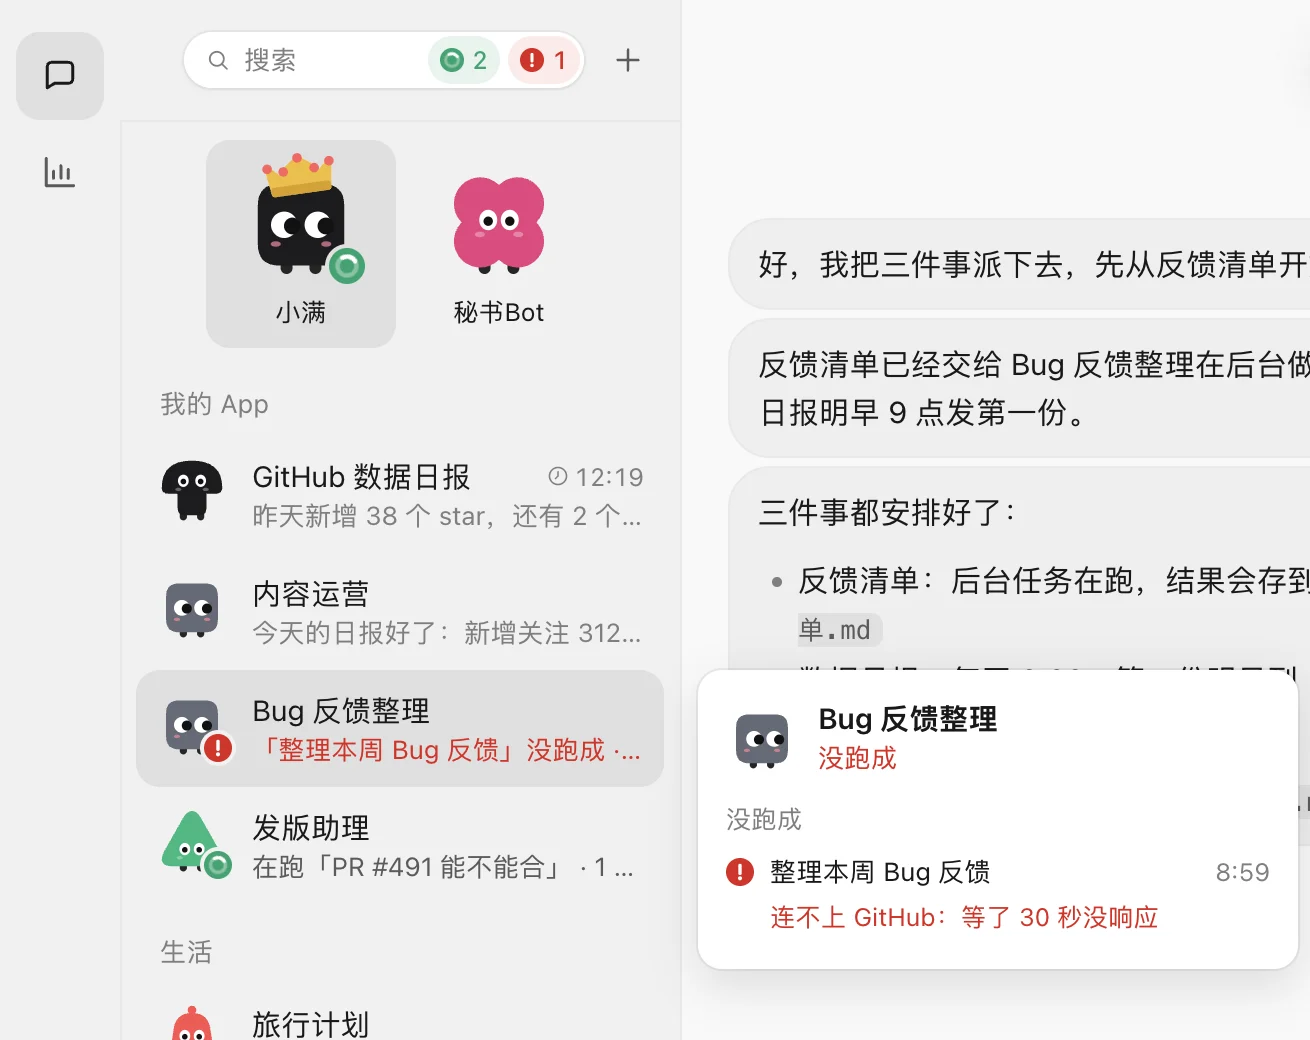 搜索
2
1
小满
秘书Bot
我的 App
GitHub 数据日报
12:19
昨天新增 38 个 star，还有 2 个...
内容运营
今天的日报好了：新增关注 312...
Bug 反馈整理
「整理本周 Bug 反馈」没跑成 ·...
发版助理
在跑「PR #491 能不能合」 · 1 ...
生活
旅行计划
好，我把三件事派下去，先从反馈清单开
反馈清单已经交给 Bug 反馈整理在后台做
日报明早 9 点发第一份。
三件事都安排好了：
反馈清单：后台任务在跑，结果会存到
单.md
Bug 反馈整理
没跑成
没跑成
整理本周 Bug 反馈
8:59
连不上 GitHub：等了 30 秒没响应